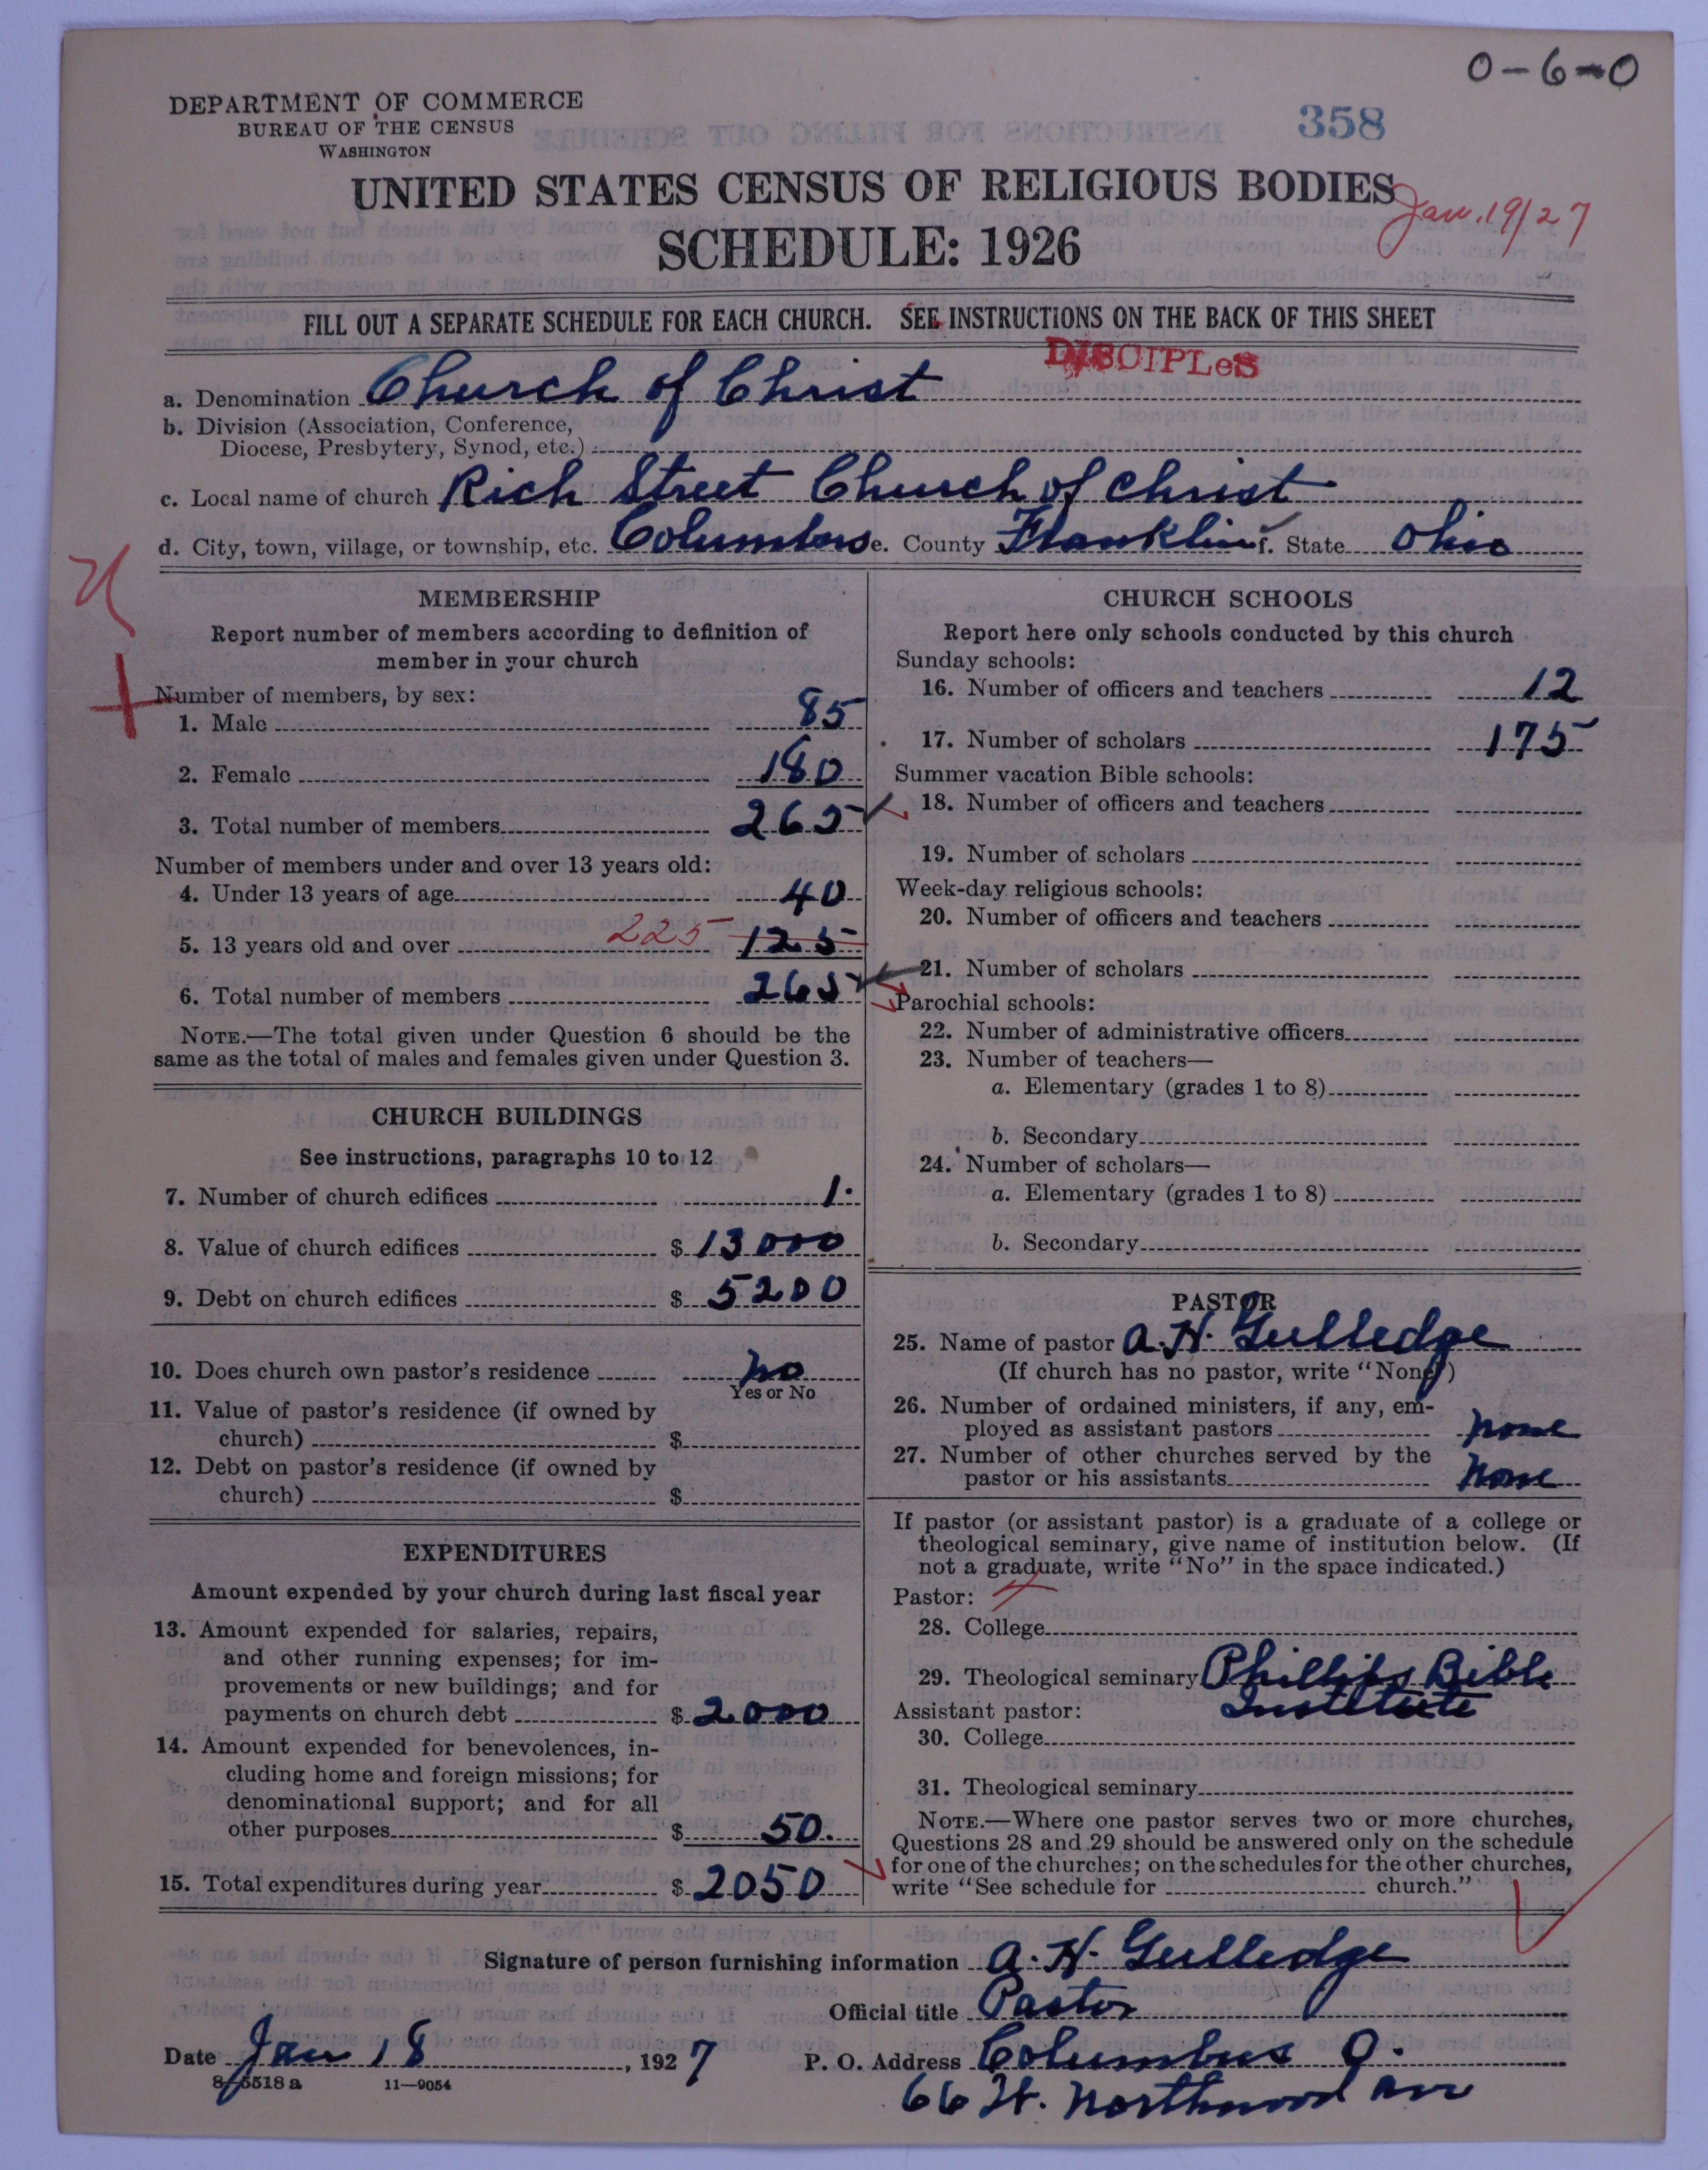 0-6-0
DEPARTMENT OF COMMERCE
BUREAU OF THE CENSUS
WASHINGTON
358
UNITED STATES CENSUS OF RELIGIOUS BODIES
Jan. 19/27
SCHEDULE: 1926
FILL OUT A SEPARATE SCHEDULE FOR EACH CHURCH. SEE INSTRUCTIONS ON THE BACK OF THIS SHEET
DISCIPLeS
a. Denomination Church of Christ
b. Division (Association, Conference,
Diocese, Presbytery, Synod, etc.)
c. Local name of church Rich Street Church of Christ
d. City, town, village, or township, etc. Columbus e. County Franklin f. State Ohio
MEMBERSHIP
Report number of members according to definition of
member in your church
Number of members, by sex:
1. Male 85
2. Female 180
3. Total number of members 265
Number of members under and over 13 years old:
4. Under 13 years of age 40
5. 13 years old and over 225 125
6. Total number of members 265
NOTE.—The total given under Question 6 should be the
same as the total of males and females given under Question 3.
CHURCH BUILDINGS
See instructions, paragraphs 10 to 12
7. Number of church edifices 1.
8. Value of church edifices $ 13000
9. Debt on church edifices $ 5200
10. Does church own pastor's residence no
Yes or No
11. Value of pastor's residence (if owned by
church) $
12. Debt on pastor's residence (if owned by
church) $
EXPENDITURES
Amount expended by your church during last fiscal year
13. Amount expended for salaries, repairs,
and other running expenses; for im-
provements or new buildings; and for
payments on church debt $ 2000
14. Amount expended for benevolences, in-
cluding home and foreign missions; for
denominational support; and for all
other purposes $ 50.
15. Total expenditures during year $ 2050
CHURCH SCHOOLS
Report here only schools conducted by this church
Sunday schools:
16. Number of officers and teachers 12
17. Number of scholars 175
Summer vacation Bible schools:
18. Number of officers and teachers
19. Number of scholars
Week-day religious schools:
20. Number of officers and teachers
21. Number of scholars
Parochial schools:
22. Number of administrative officers
23. Number of teachers—
a. Elementary (grades 1 to 8)
b. Secondary
24. Number of scholars—
a. Elementary (grades 1 to 8)
b. Secondary
PASTOR
25. Name of pastor A. H. Gulledge
(If church has no pastor, write "None")
26. Number of ordained ministers, if any, em-
ployed as assistant pastors none
27. Number of other churches served by the
pastor or his assistants None
If pastor (or assistant pastor) is a graduate of a college or
theological seminary, give name of institution below. (If
not a graduate, write "No" in the space indicated.)
Pastor:
28. College
29. Theological seminary Phillips Bible
Institute
Assistant pastor:
30. College
31. Theological seminary
NOTE.—Where one pastor serves two or more churches,
Questions 28 and 29 should be answered only on the schedule
for one of the churches; on the schedules for the other churches,
write "See schedule for church."
Signature of person furnishing information A. H. Gulledge
Official title Pastor
Date Jan 18, 1927 P. O. Address Columbus O.
8-5518 a 11-9054
66 W. Northwood Ave